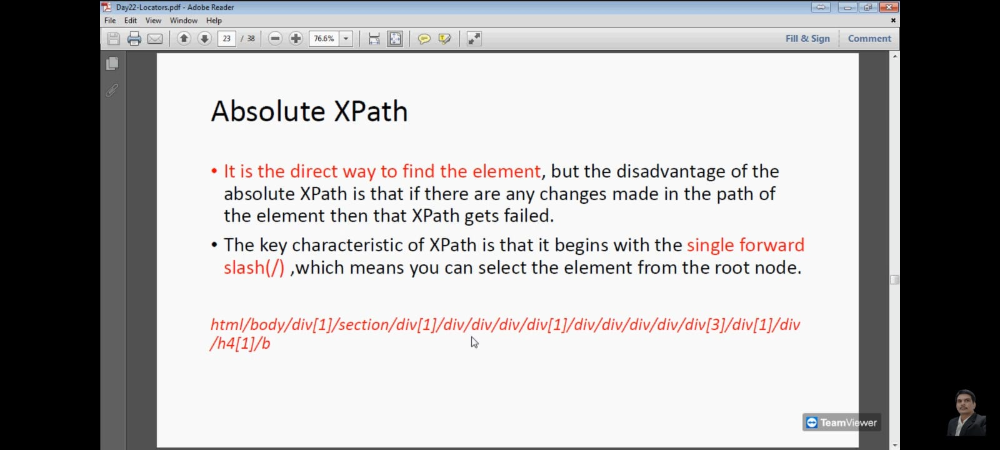 Day22-Locators.pdf - Adobe Reader
File Edit View Window Help
23 / 38 76.6% Fill & Sign Comment
Absolute XPath
• It is the direct way to find the element, but the disadvantage of the
absolute XPath is that if there are any changes made in the path of
the element then that XPath gets failed.
• The key characteristic of XPath is that it begins with the single forward
slash(/) ,which means you can select the element from the root node.
html/body/div[1]/section/div[1]/div/div/div/div[1]/div/div/div/div/div[3]/div[1]/div
/h4[1]/b
TeamViewer